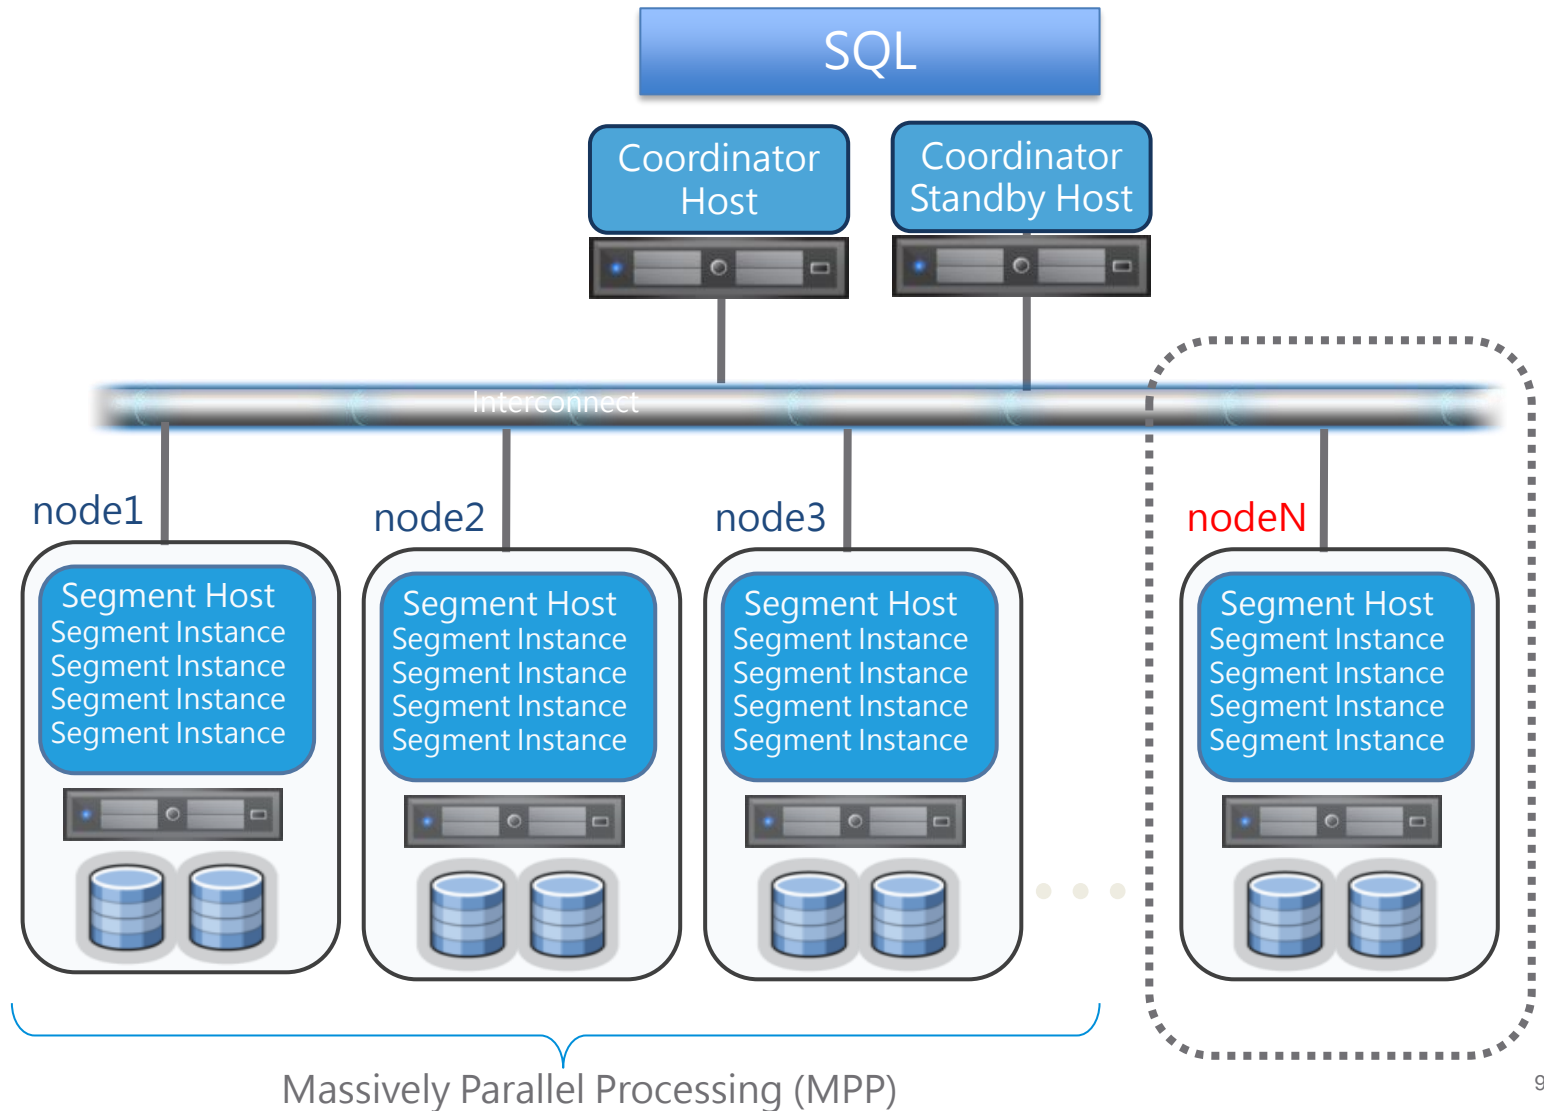 SQL
Coordinator
Host
Coordinator
Standby Host
Interconnect
node1
Segment Host
Segment Instance
Segment Instance
Segment Instance
Segment Instance
node2
Segment Host
Segment Instance
Segment Instance
Segment Instance
Segment Instance
node3
Segment Host
Segment Instance
Segment Instance
Segment Instance
Segment Instance
nodeN
Segment Host
Segment Instance
Segment Instance
Segment Instance
Segment Instance
Massively Parallel Processing (MPP)
9